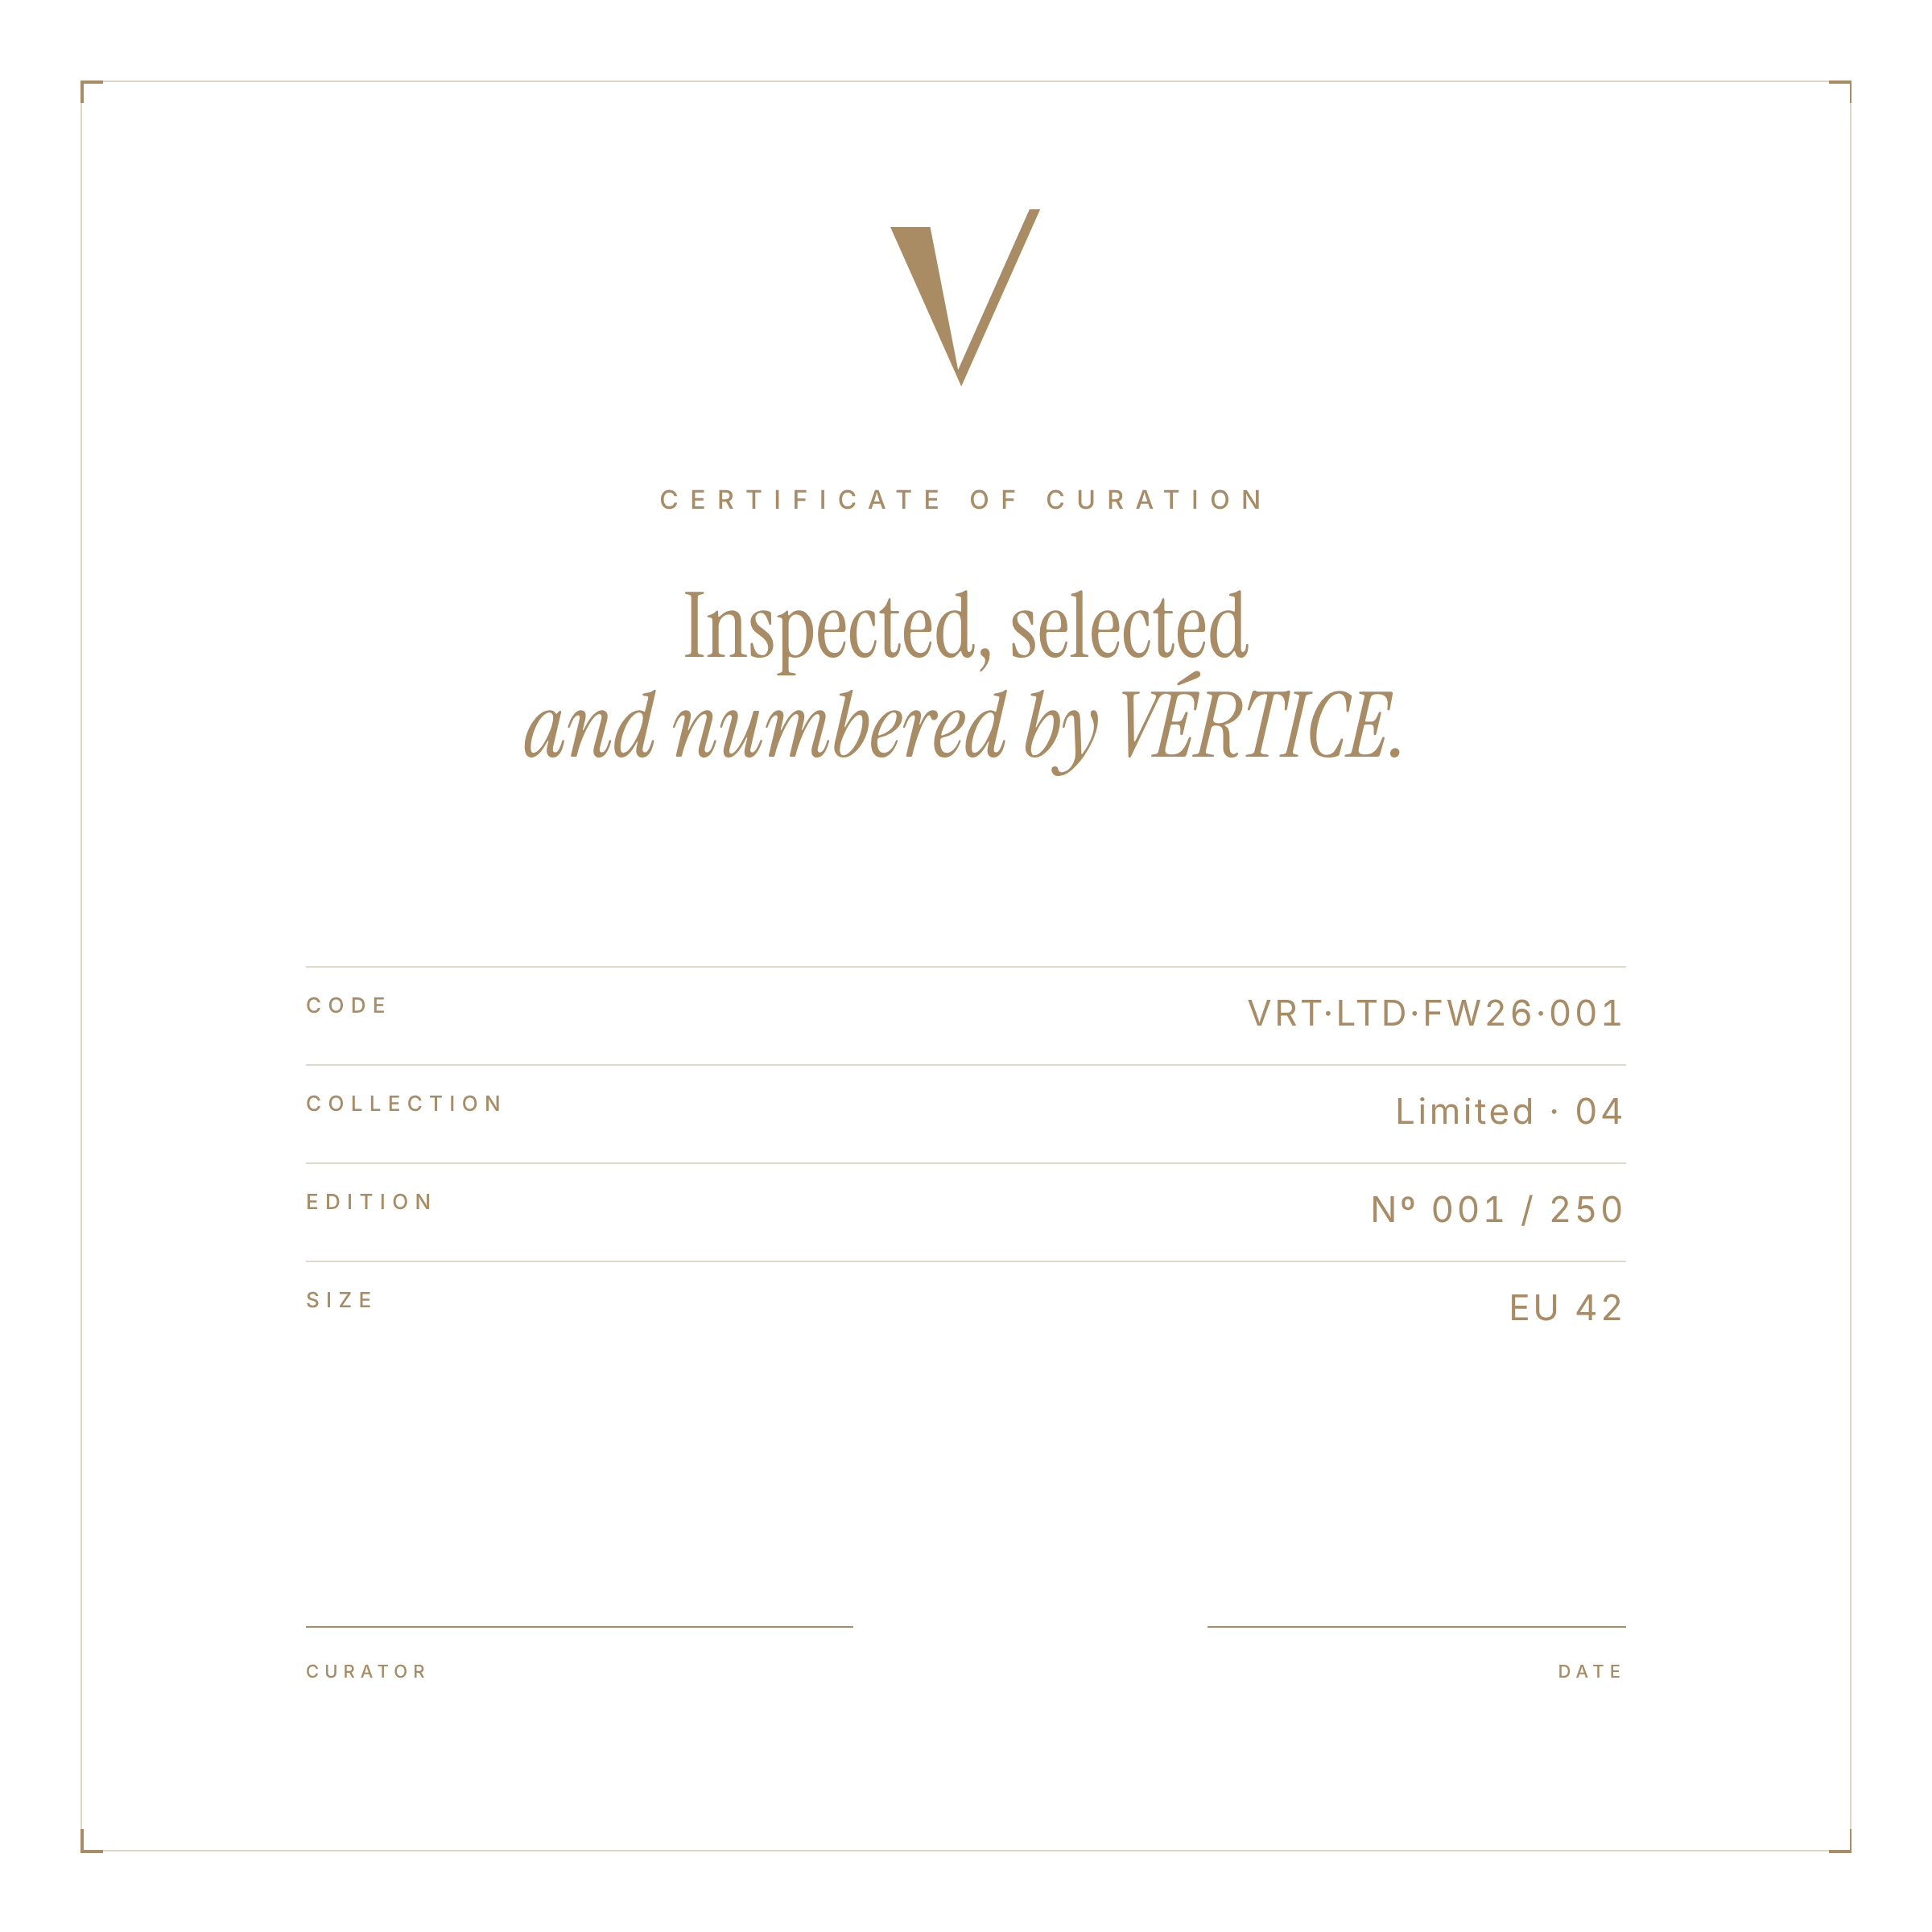 V
CERTIFICATE OF CURATION
Inspected, selected
and numbered by VÉRTICE.
CODE VRT·LTD·FW26·001
COLLECTION Limited · 04
EDITION Nº 001 / 250
SIZE EU 42
CURATOR DATE